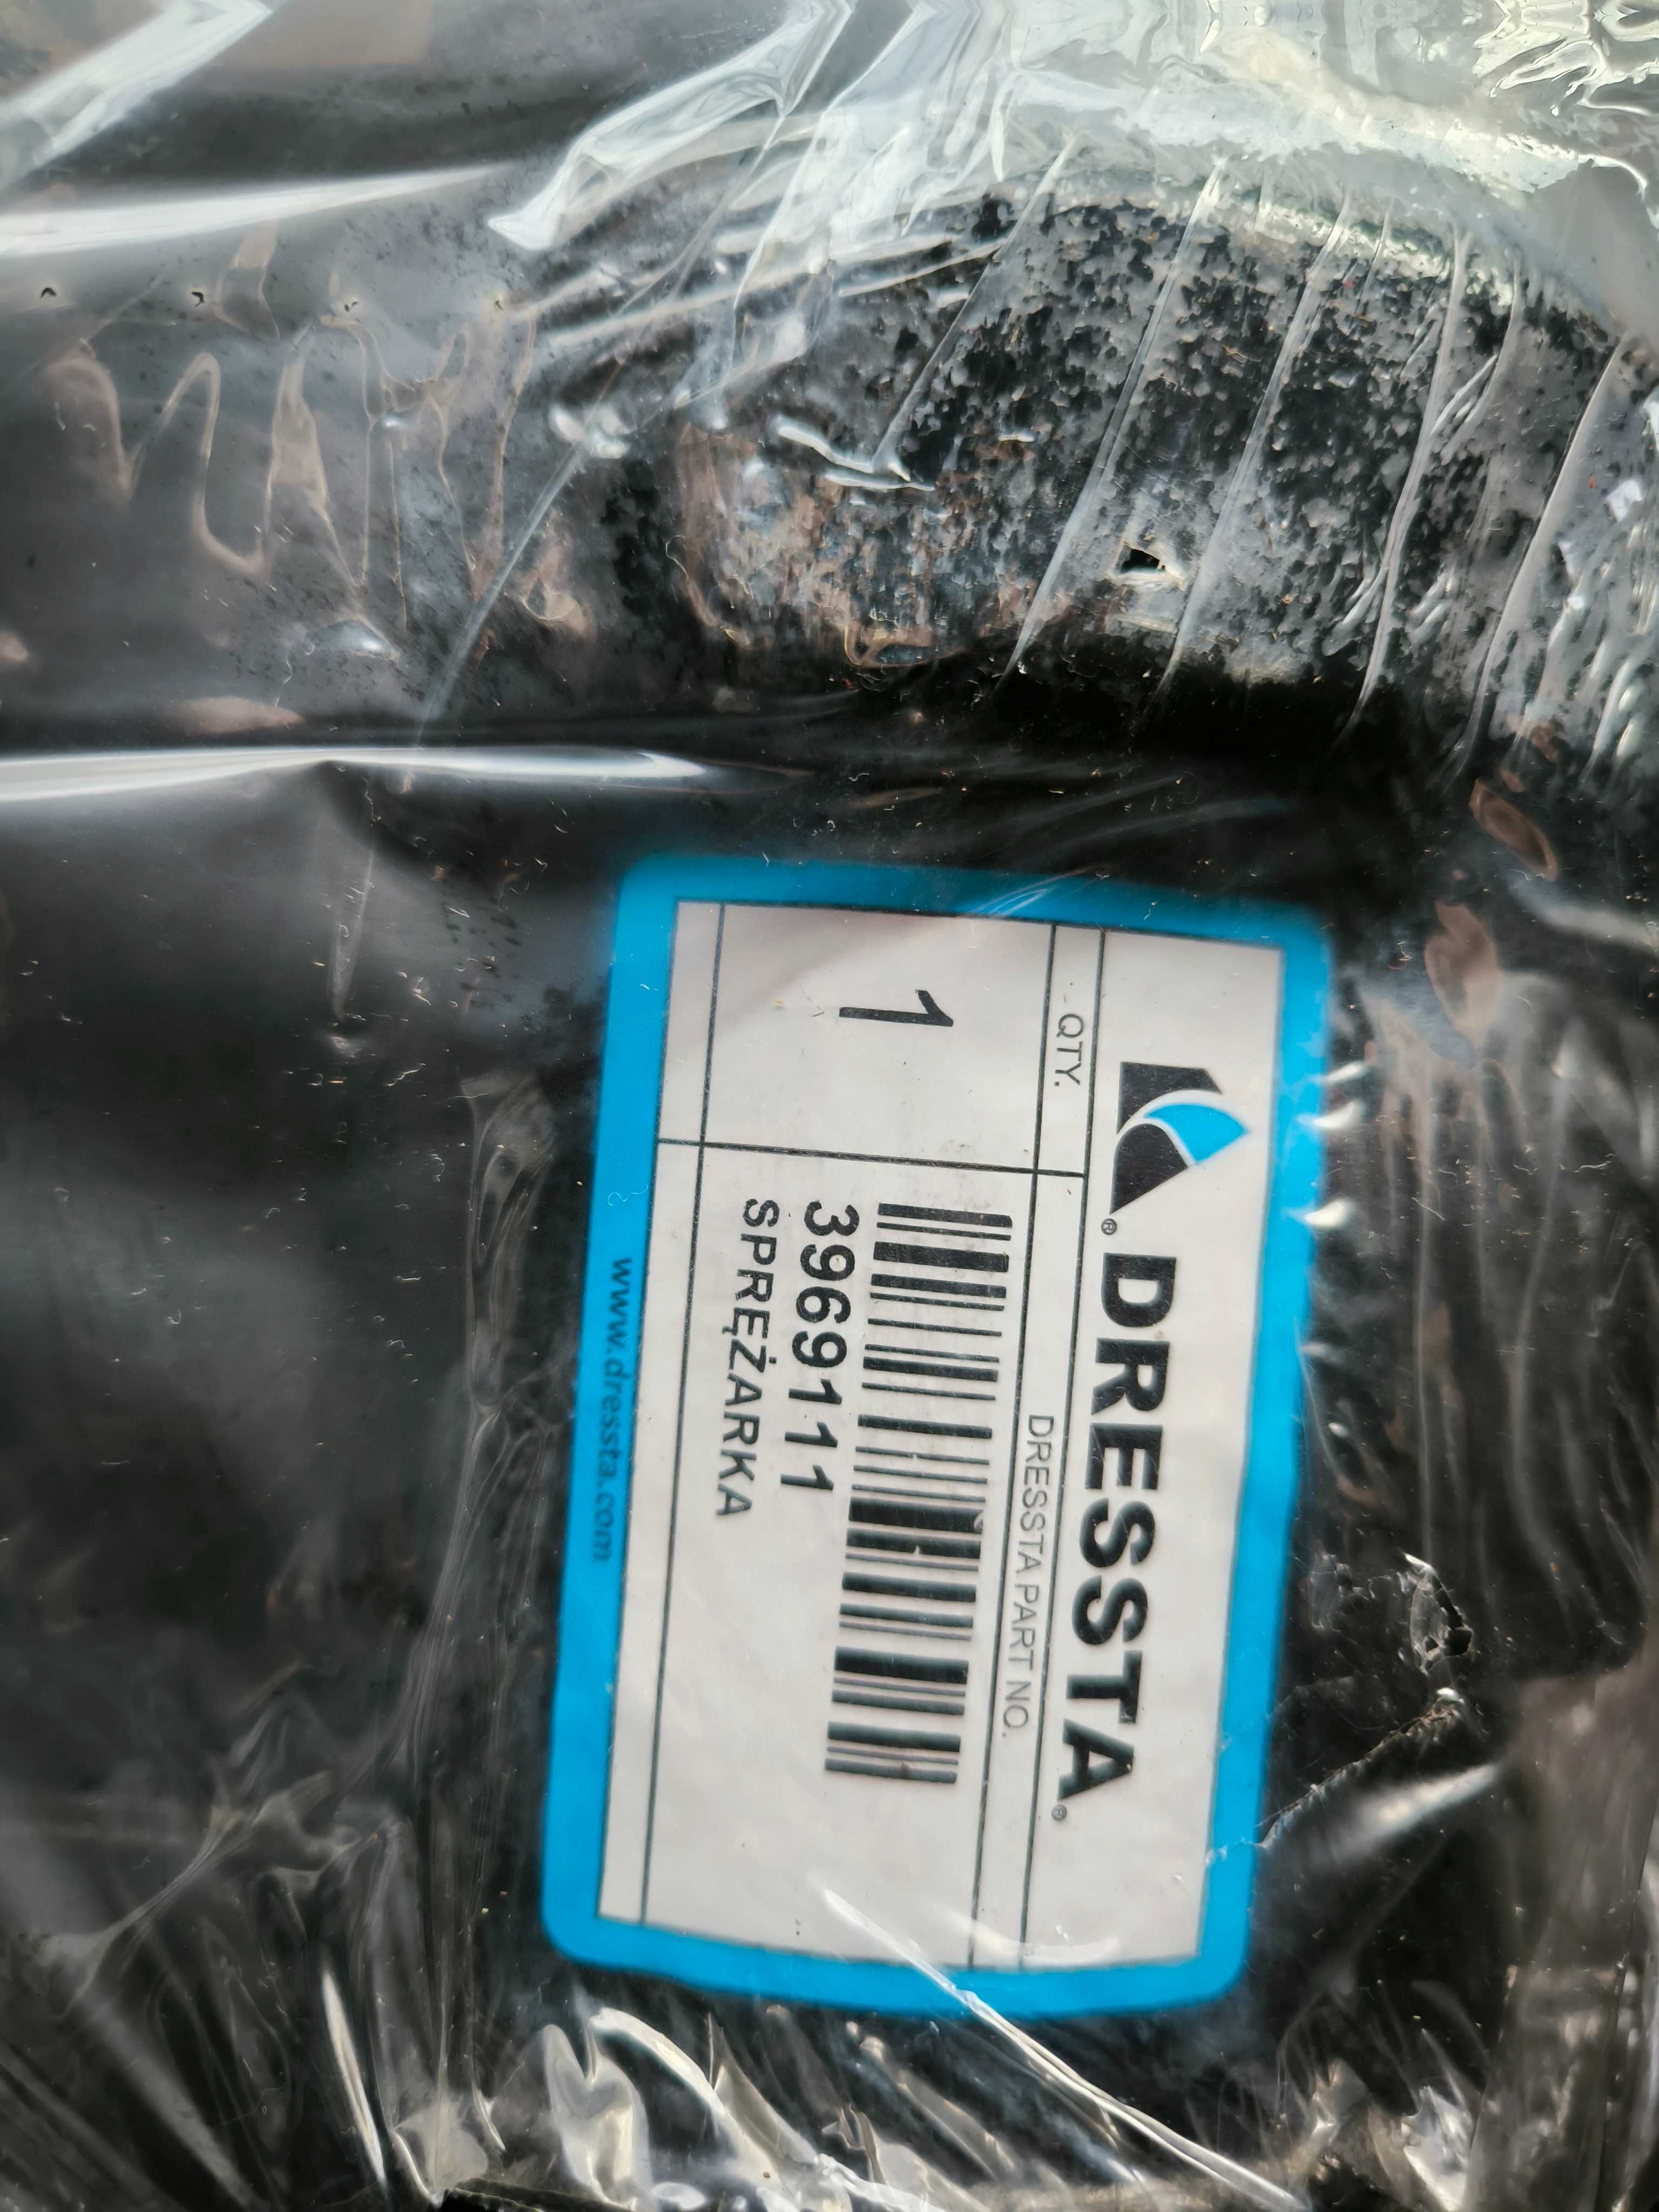 DRESSTA®
QTY. DRESSTA PART NO.
1
3969111
SPRĘŻARKA
www.dressta.com